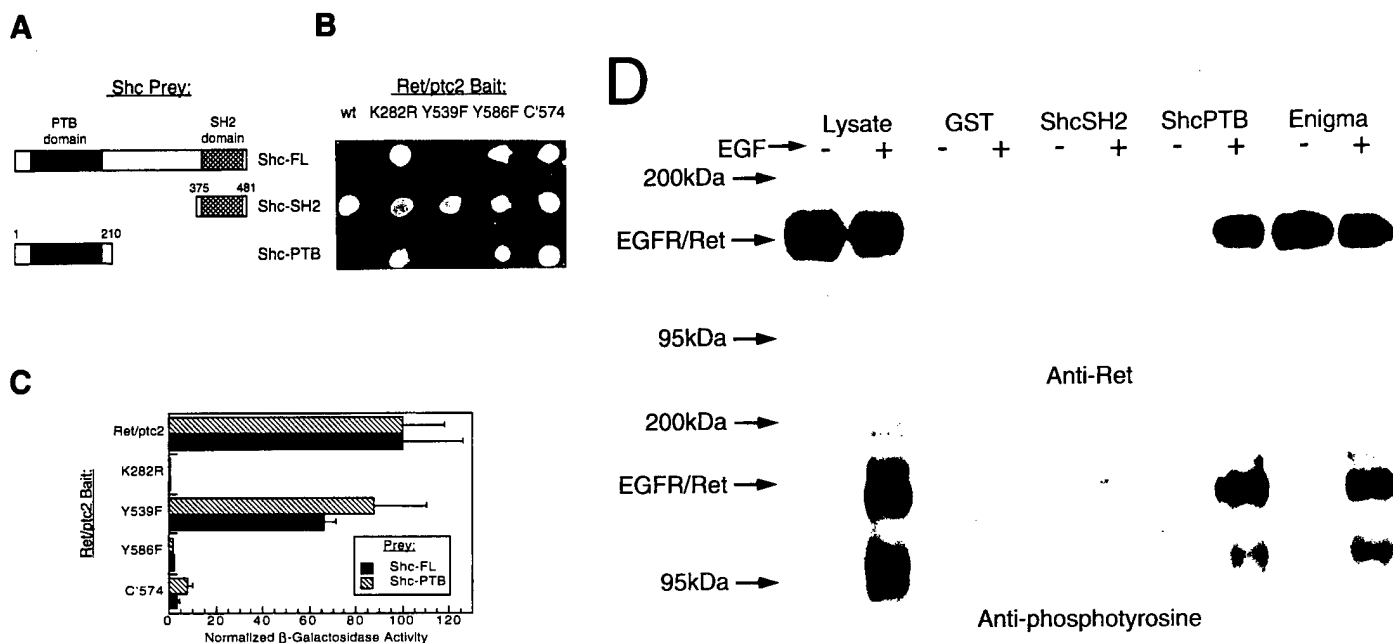 A
Shc Prey:
PTB domain
SH2 domain
Shc-FL
375 481
Shc-SH2
1 210
Shc-PTB
B
Ret/ptc2 Bait:
wt K282R Y539F Y586F C'574
C
Ret/ptc2 Bait:
Ret/ptc2
K282R
Y539F
Y586F
C'574
Prey:
Shc-FL
Shc-PTB
0 20 40 60 80 100 120
Normalized β-Galactosidase Activity
D
Lysate GST ShcSH2 ShcPTB Enigma
EGF - + - + - + - + - +
200kDa
EGFR/Ret
95kDa
Anti-Ret
200kDa
EGFR/Ret
95kDa
Anti-phosphotyrosine